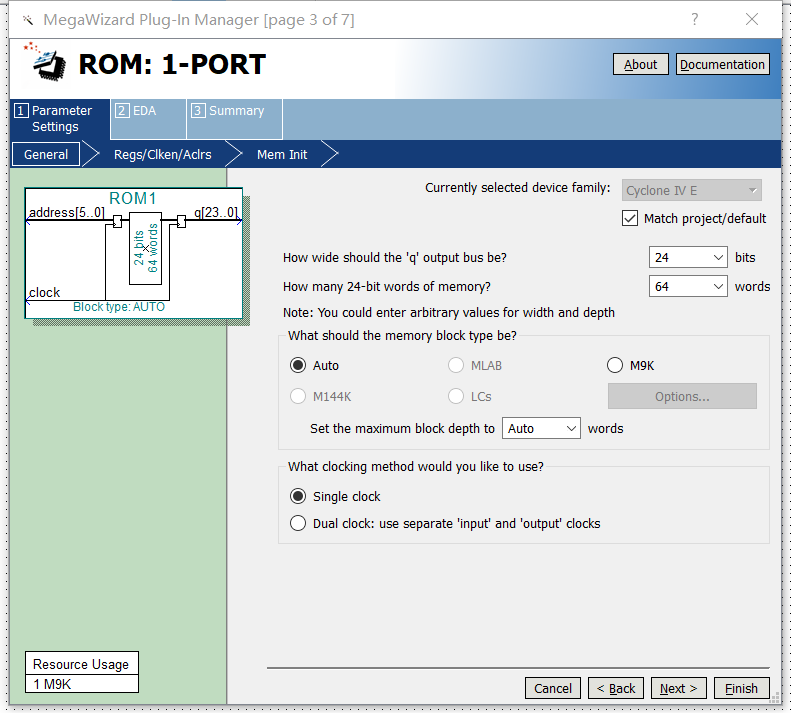 MegaWizard Plug-In Manager [page 3 of 7]
?
ROM: 1-PORT
About
Documentation
1 Parameter Settings
2 EDA
3 Summary
General
Regs/Clken/Aclrs
Mem Init
ROM1
address[5..0]
q[23..0]
24 bits
64 words
clock
Block type: AUTO
Currently selected device family:
Cyclone IV E
Match project/default
How wide should the 'q' output bus be?
24
bits
How many 24-bit words of memory?
64
words
Note: You could enter arbitrary values for width and depth
What should the memory block type be?
Auto
MLAB
M9K
M144K
LCs
Options...
Set the maximum block depth to
Auto
words
What clocking method would you like to use?
Single clock
Dual clock: use separate 'input' and 'output' clocks
Resource Usage
1 M9K
Cancel
< Back
Next >
Finish